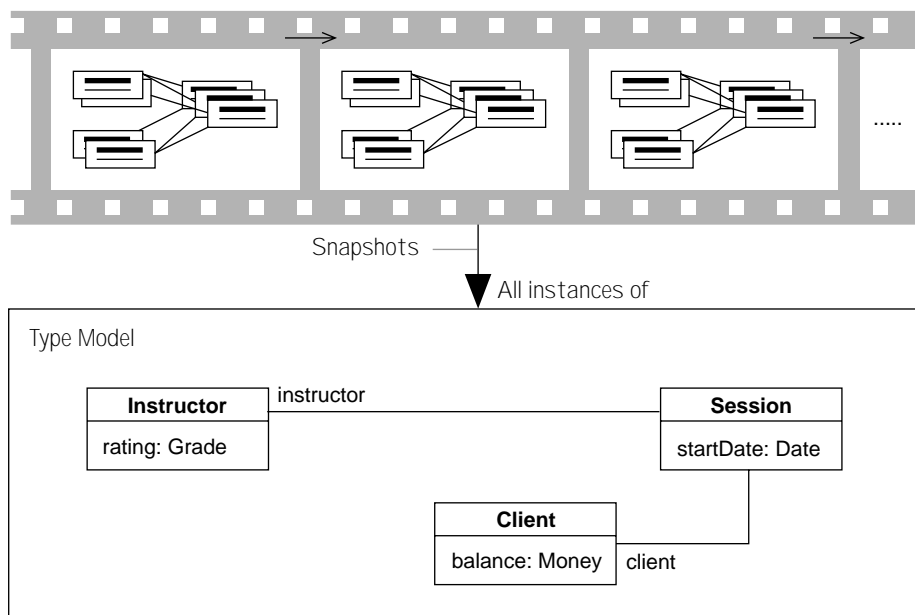 .....
Snapshots
All instances of
Type Model
instructor
Instructor
Session
rating: Grade
startDate: Date
Client
balance: Money
client